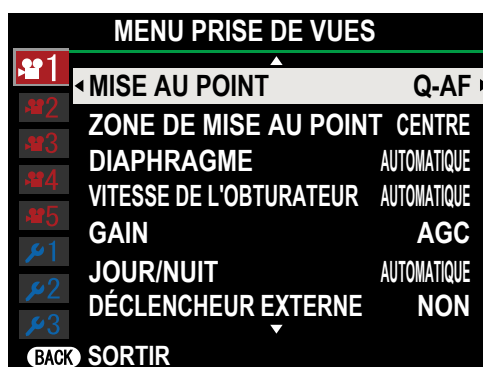 MENU PRISE DE VUES
1
MISE AU POINT Q-AF
2
ZONE DE MISE AU POINT CENTRE
3
DIAPHRAGME AUTOMATIQUE
4
VITESSE DE L'OBTURATEUR AUTOMATIQUE
5
GAIN AGC
1
JOUR/NUIT AUTOMATIQUE
2
DÉCLENCHEUR EXTERNE NON
3
BACK SORTIR